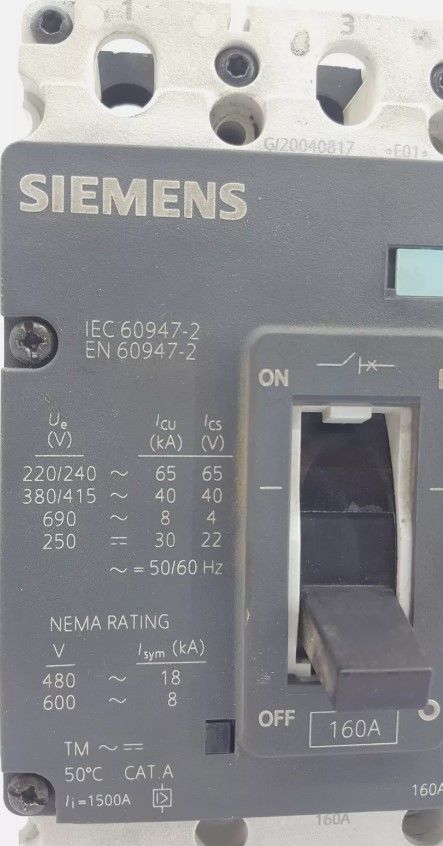 1 3
G/20040817 E01
SIEMENS
IEC 60947-2
EN 60947-2
ON
Ue Icu Ics
(V) (kA) (V)
220/240 ~ 65 65
380/415 ~ 40 40
690 ~ 8 4
250 ⎓ 30 22
~ = 50/60 Hz
NEMA RATING
V Isym (kA)
480 ~ 18
600 ~ 8
OFF 160A
TM ~ ⎓
50°C CAT.A
Ii=1500A
160A
160A